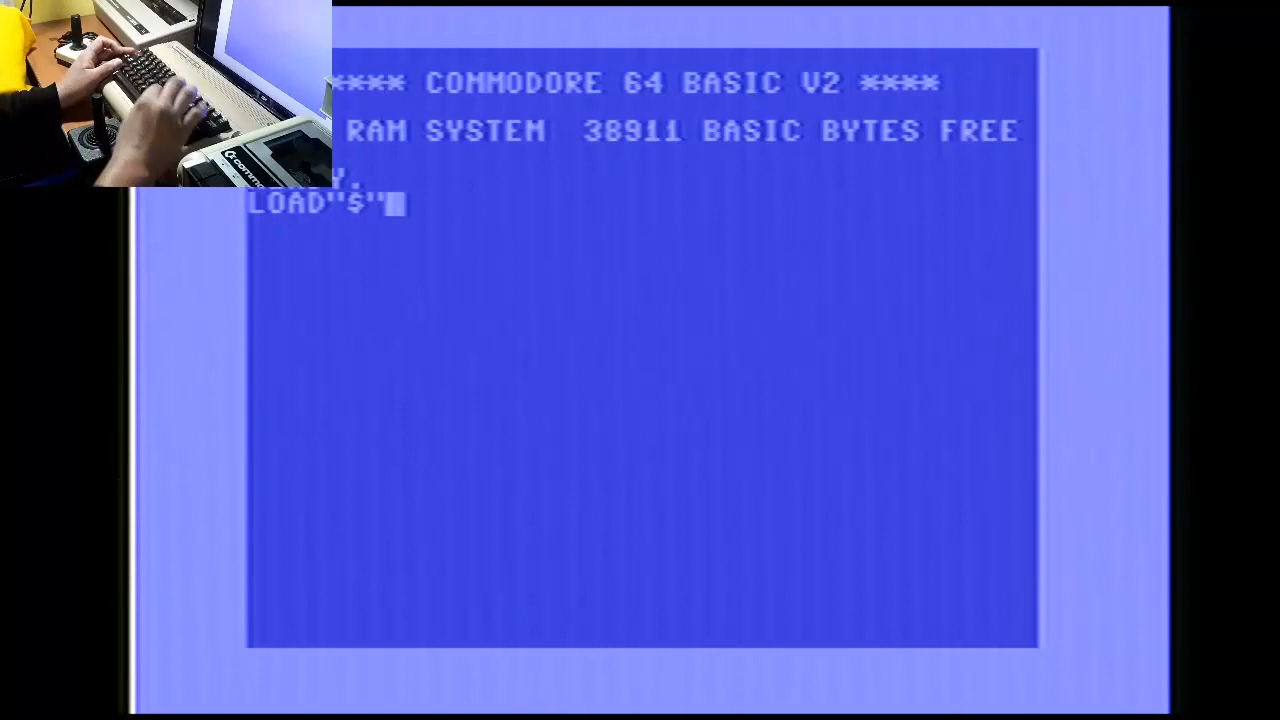 **** COMMODORE 64 BASIC V2 ****
RAM SYSTEM  38911 BASIC BYTES FREE
Y.
LOAD"$"